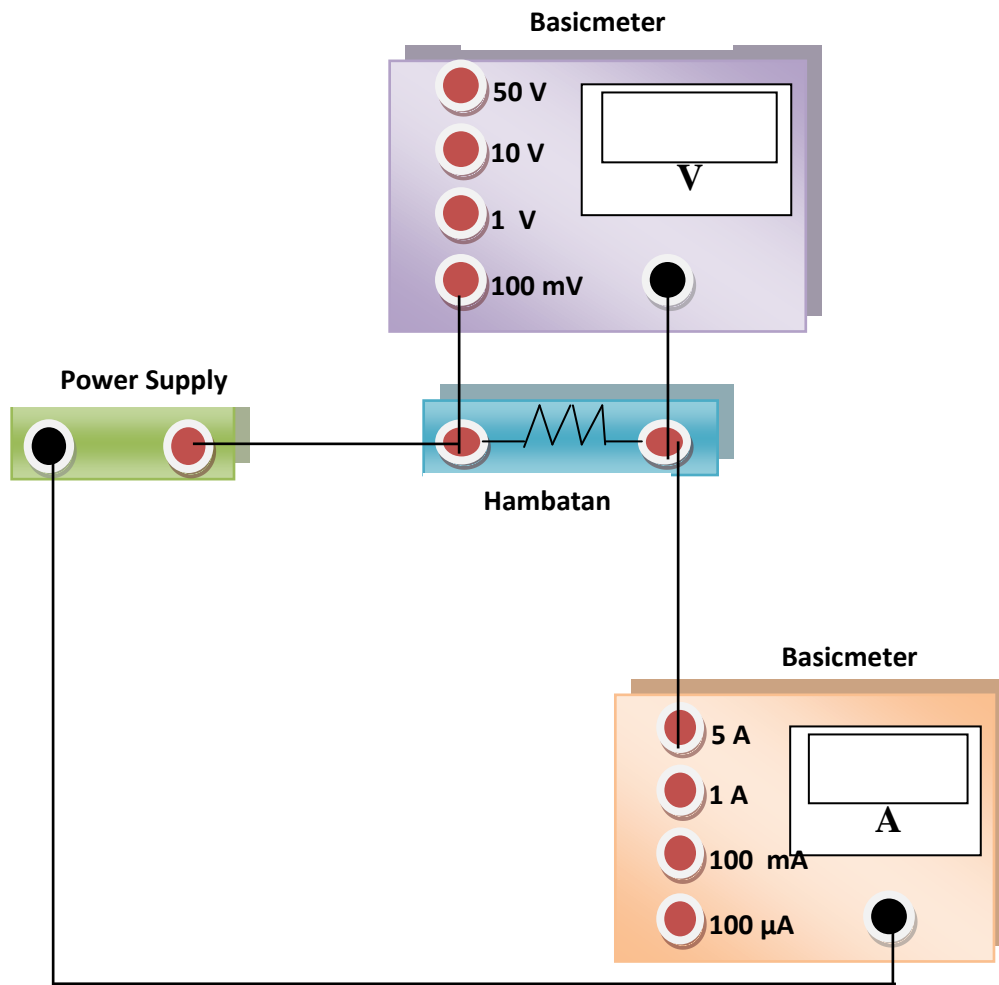 Basicmeter
50 V
10 V
1 V
V
100 mV
Power Supply
Hambatan
Basicmeter
5 A
1 A
A
100 mA
100 µA